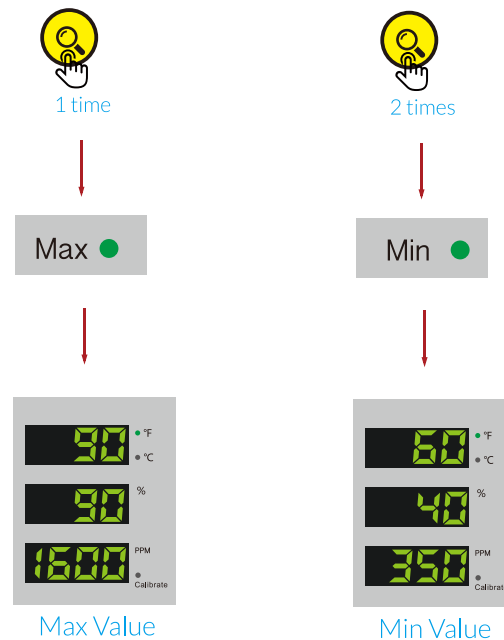 1 time
2 times
Max
Min
90 °F
°C
90 %
1600 PPM
Calibrate
60 °F
°C
40 %
350 PPM
Calibrat
Max Value
Min Value